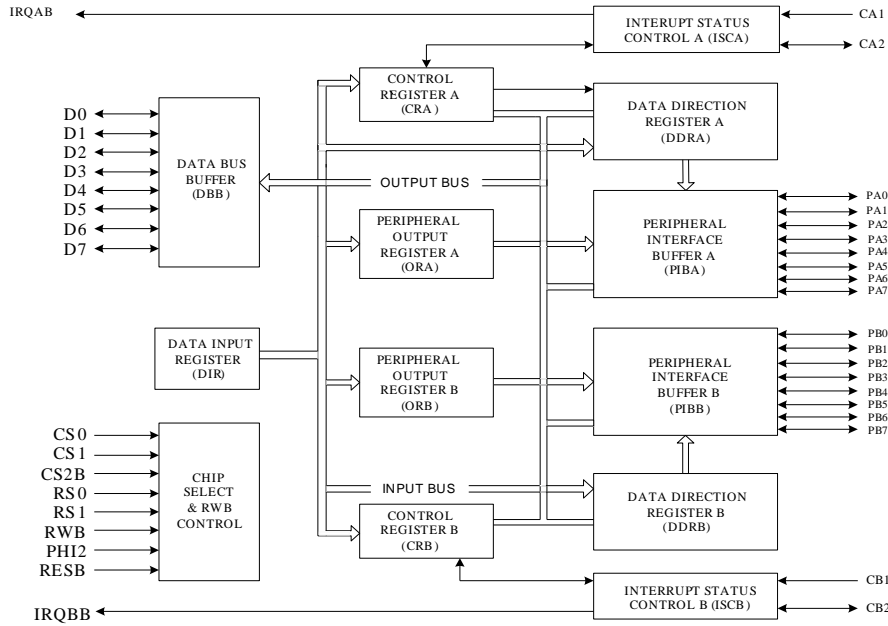 IRQAB
INTERUPT STATUS
CONTROL A (ISCA)
CA1
CA2
CONTROL
REGISTER A
(CRA)
DATA DIRECTION
REGISTER A
(DDRA)
D0
D1
D2
D3
D4
D5
D6
D7
DATA BUS
BUFFER
(DBB)
OUTPUT BUS
PERIPHERAL
OUTPUT
REGISTER A
(ORA)
PERIPHERAL
INTERFACE
BUFFER A
(PIBA)
PA0
PA1
PA2
PA3
PA4
PA5
PA6
PA7
DATA INPUT
REGISTER
(DIR)
PERIPHERAL
OUTPUT
REGISTER B
(ORB)
PERIPHERAL
INTERFACE
BUFFER B
(PIBB)
PB0
PB1
PB2
PB3
PB4
PB5
PB6
PB7
CS0
CS1
CS2B
RS0
RS1
RWB
PHI2
RESB
CHIP
SELECT
& RWB
CONTROL
INPUT BUS
CONTROL
REGISTER B
(CRB)
DATA DIRECTION
REGISTER B
(DDRB)
INTERRUPT STATUS
CONTROL B (ISCB)
CB1
CB2
IRQBB